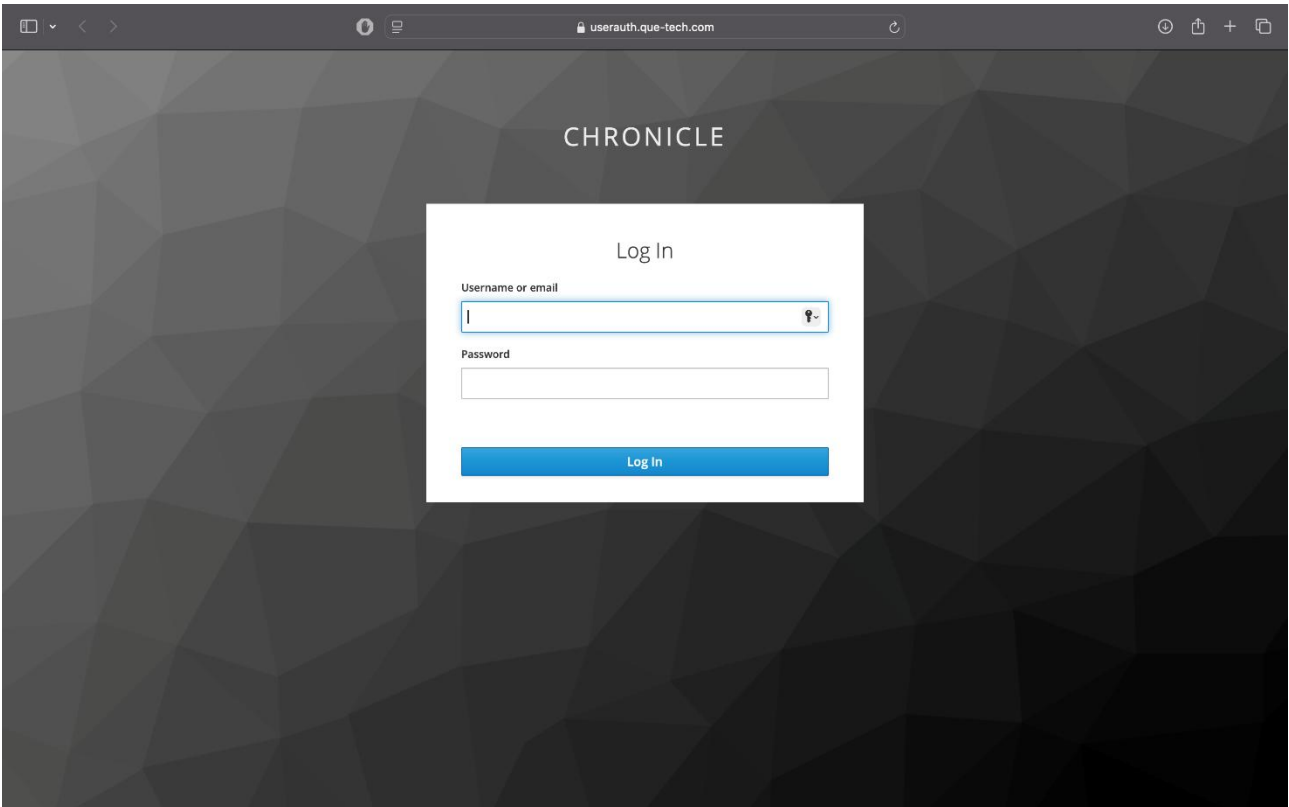 userauth.que-tech.com
CHRONICLE
Log In
Username or email
Password
Log In